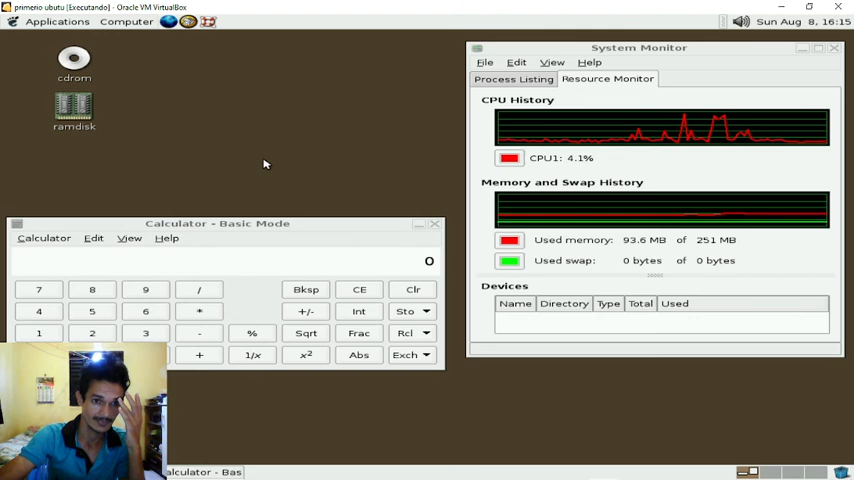 primerio ubutu [Executando] - Oracle VM VirtualBox
Applications Computer
Sun Aug 8, 16:15
cdrom
ramdisk
System Monitor
File Edit View Help
Process Listing Resource Monitor
CPU History
CPU1: 4.1%
Memory and Swap History
Used memory: 93.6 MB of 251 MB
Used swap: 0 bytes of 0 bytes
Devices
Name Directory Type Total Used
Calculator - Basic Mode
Calculator Edit View Help
0
7 8 9 / Bksp CE Clr
4 5 6 * +/- Int Sto
1 2 3 - % Sqrt Frac Rcl
+ 1/x x² Abs Exch
alculator - Bas